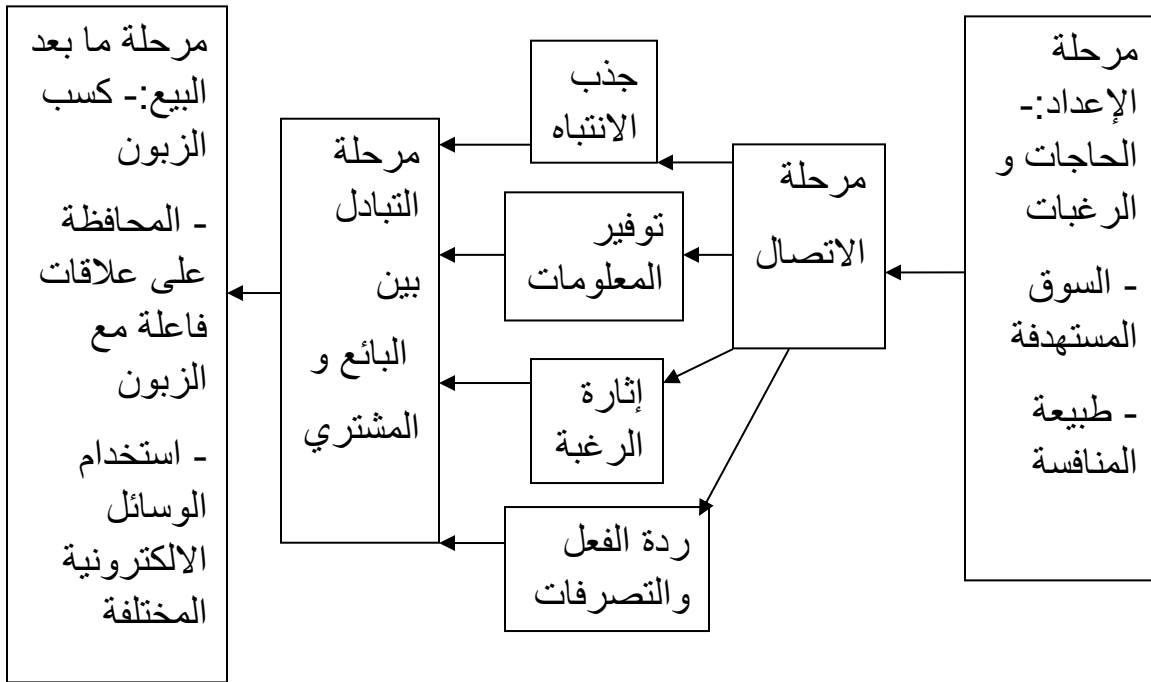 مرحلة
الإعداد:-
الحاجات و
الرغبات
- السوق
المستهدفة
- طبيعة
المنافسة
مرحلة
الاتصال
جذب
الانتباه
توفير
المعلومات
إثارة
الرغبة
ردة الفعل
والتصرفات
مرحلة
التبادل
بين
البائع و
المشتري
مرحلة ما بعد
البيع:- كسب
الزبون
- المحافظة
على علاقات
فاعلة مع
الزبون
- استخدام
الوسائل
الالكترونية
المختلفة